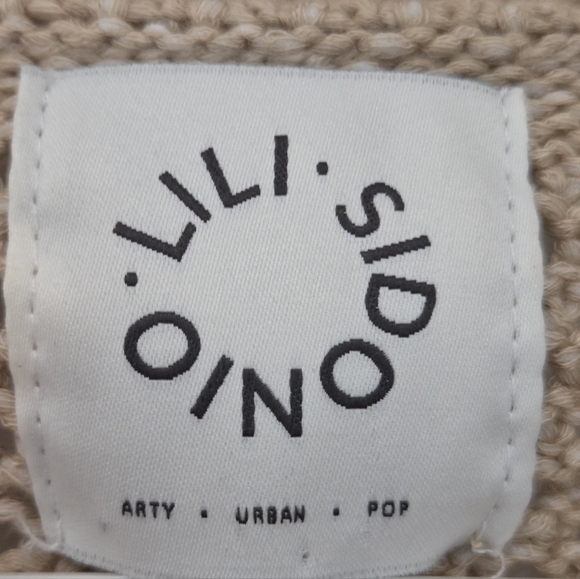 LILI · SIDONIO ·
ARTY · URBAN · POP